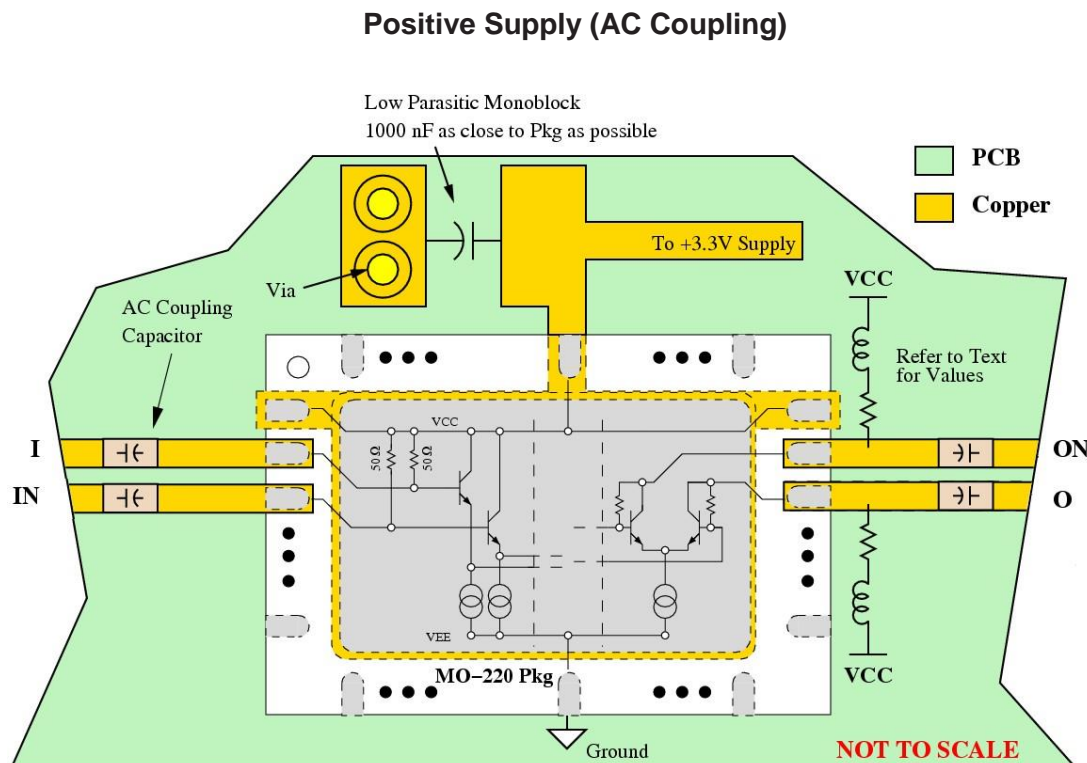 Positive Supply (AC Coupling)
Low Parasitic Monoblock
1000 nF as close to Pkg as possible
PCB
Copper
To +3.3V Supply
Via
VCC
AC Coupling
Capacitor
Refer to Text
for Values
VCC
50 Ω
50 Ω
I
ON
IN
O
VEE
MO-220 Pkg
VCC
Ground
NOT TO SCALE